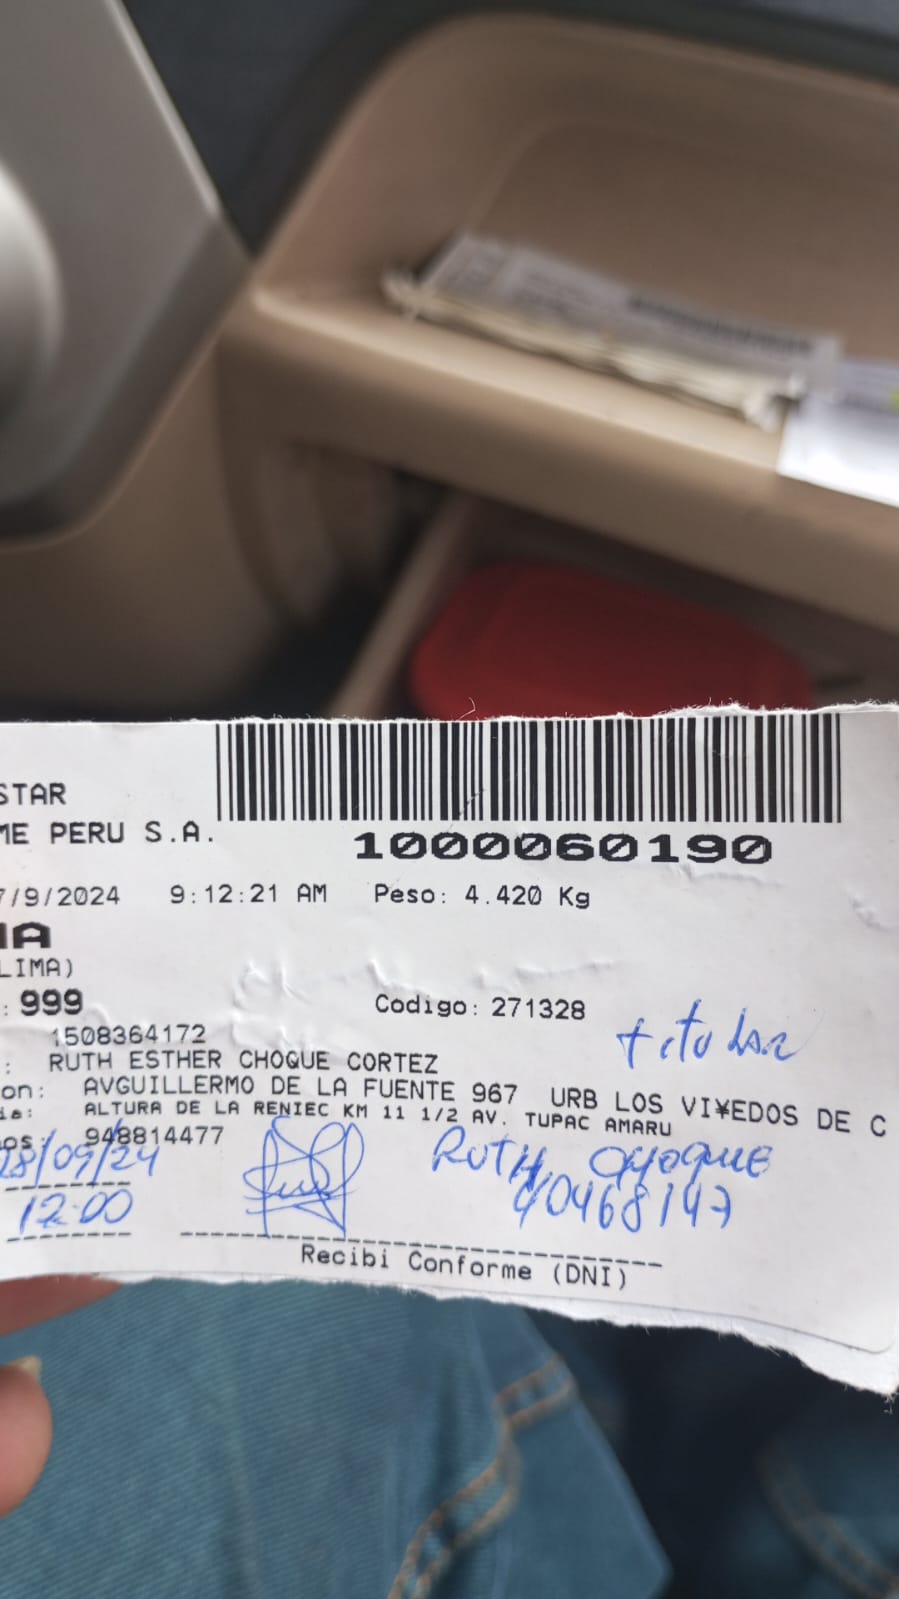 STAR
ME PERU S.A.
1000060190
7/9/2024 9:12:21 AM Peso: 4.420 Kg
MA
LIMA)
: 999 Codigo: 271328
1508364172
titular
: RUTH ESTHER CHOQUE CORTEZ
on: AVGUILLERMO DE LA FUENTE 967 URB LOS VI¥EDOS DE C
ia: ALTURA DE LA RENIEC KM 11 1/2 AV. TUPAC AMARU
os: 948814477
28/09/24 RUTH CHOQUE
12:00 40468147
Recibi Conforme (DNI)